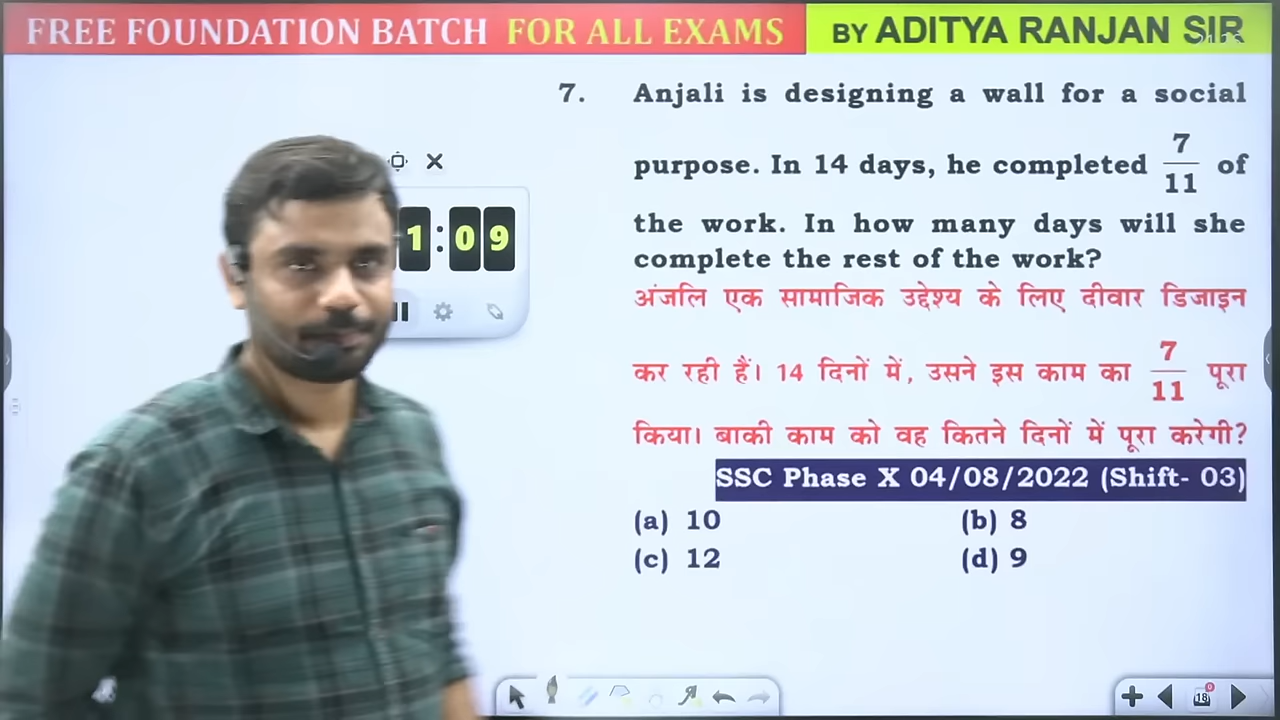 FREE FOUNDATION BATCH FOR ALL EXAMS
BY ADITYA RANJAN SIR
1:09
7. Anjali is designing a wall for a social
purpose. In 14 days, he completed 7/11 of
the work. In how many days will she
complete the rest of the work?
अंजलि एक सामाजिक उद्देश्य के लिए दीवार डिजाइन
कर रही हैं। 14 दिनों में, उसने इस काम का 7/11 पूरा
किया। बाकी काम को वह कितने दिनों में पूरा करेगी?
SSC Phase X 04/08/2022 (Shift- 03)
(a) 10 (b) 8
(c) 12 (d) 9
18